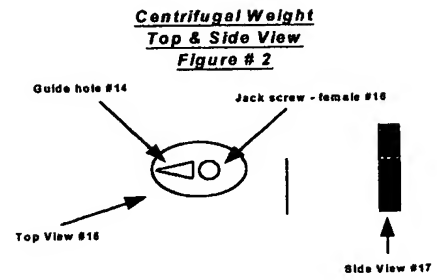 Centrifugal Weight
Top & Side View
Figure # 2
Guide hole #14
Jack screw - female #16
Top View #15
Side View #17